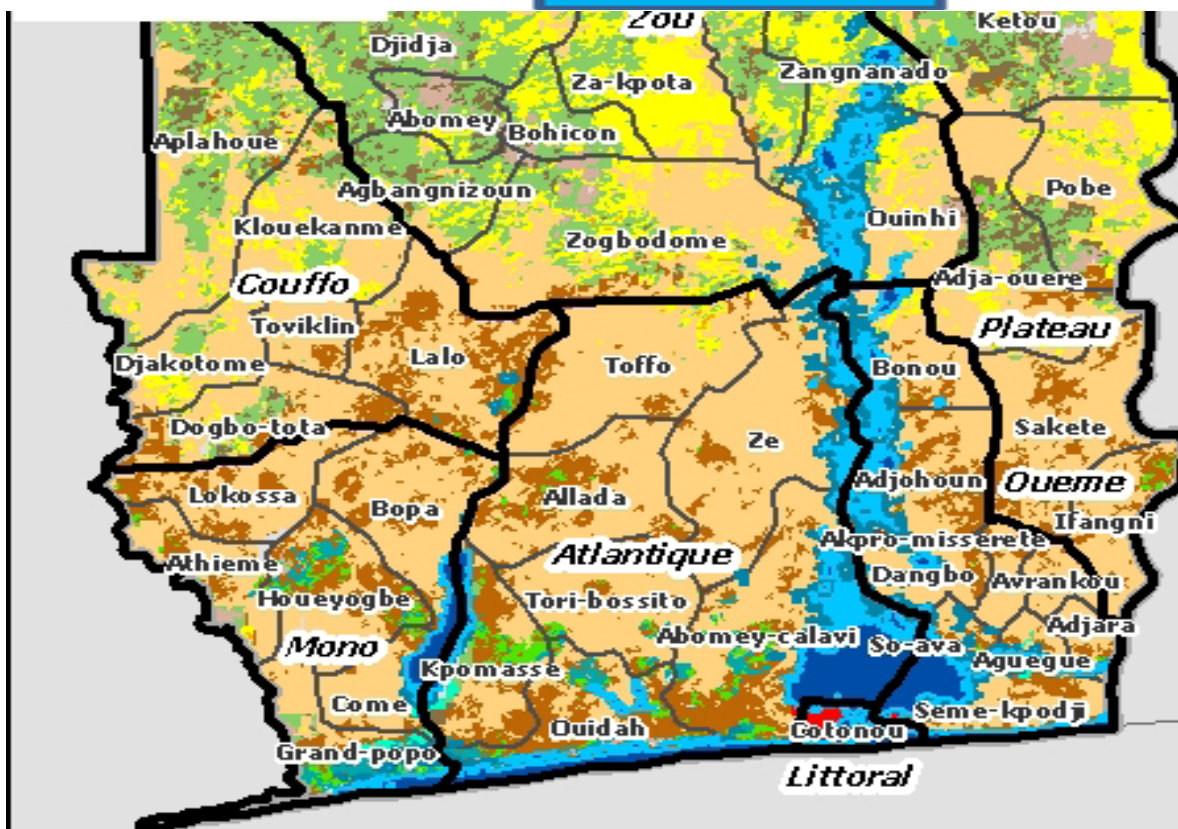 Zou
Ketou
Djidja
Za-kpota
Zangnanado
Abomey
Bohicon
Aplahoue
Agbangnizoun
Pobe
Ouinhi
Klouekanme
Zogbodome
Couffo
Adja-ouere
Toviklin
Plateau
Djakotome
Lalo
Toffo
Bonou
Dogbo-tota
Ze
Sakete
Lokossa
Bopa
Allada
Adjohoun
Oueme
Ifangni
Akpro-misserete
Athieme
Atlantique
Dangbo
Avrankou
Houeyogbe
Tori-bossito
Adjara
Mono
Abomey-calavi
So-ava
Kpomasse
Aguegue
Come
Seme-kpodji
Ouidah
Cotonou
Grand-popo
Littoral